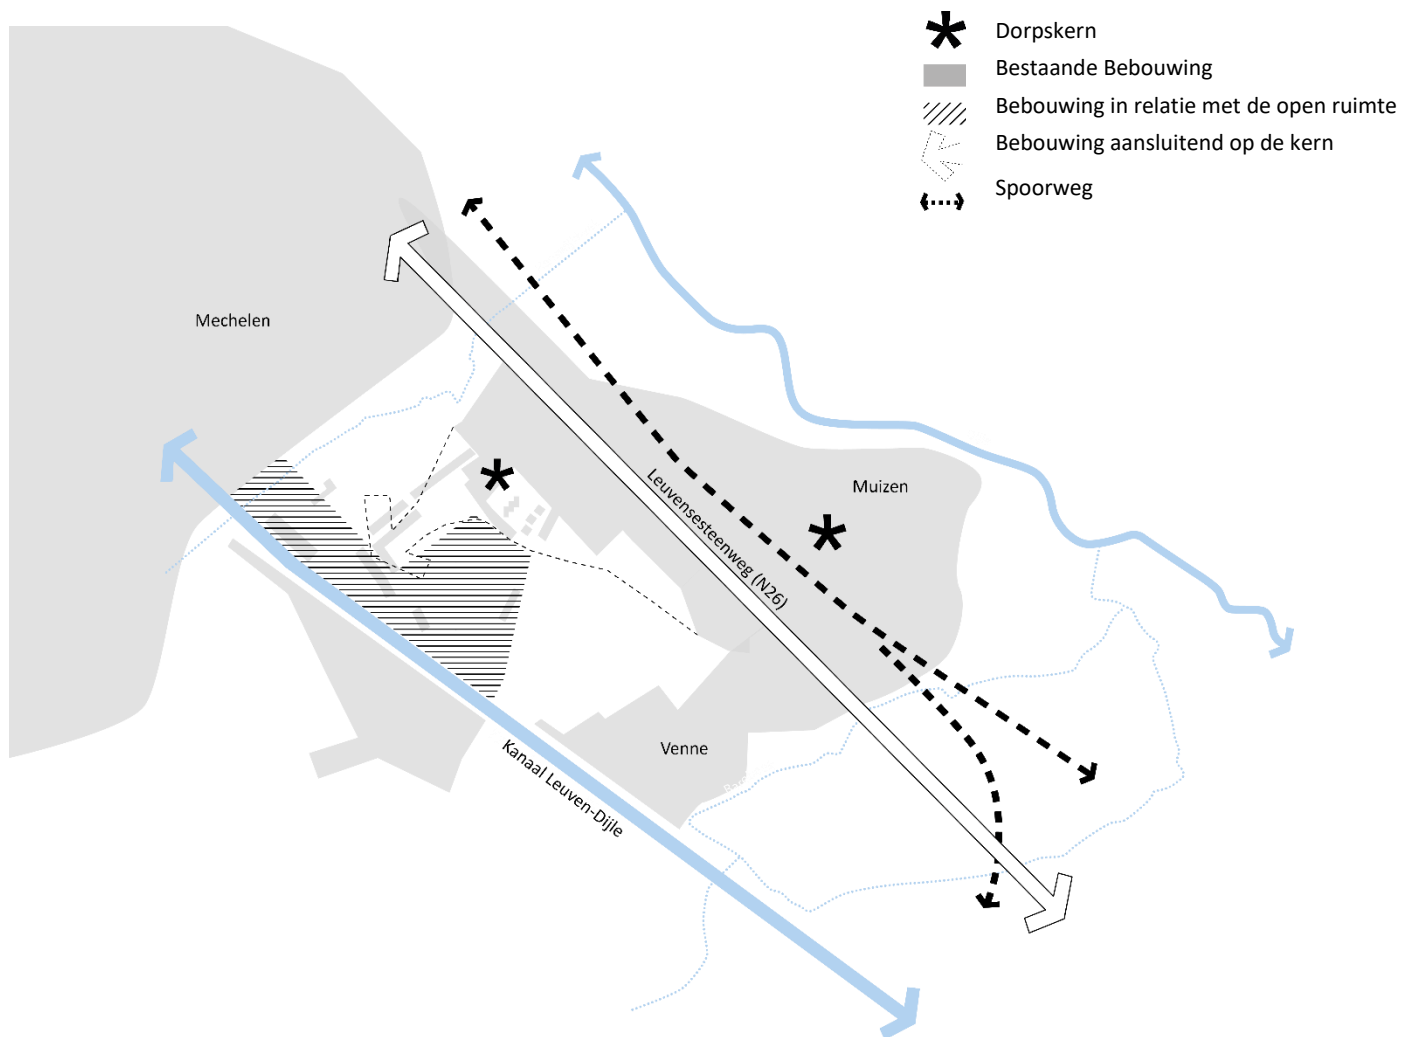 Dorpskern
Bestaande Bebouwing
Bebouwing in relatie met de open ruimte
Bebouwing aansluitend op de kern
Spoorweg
Mechelen
Muizen
Leuvensesteenweg (N26)
Venne
Kanaal Leuven-Dijle